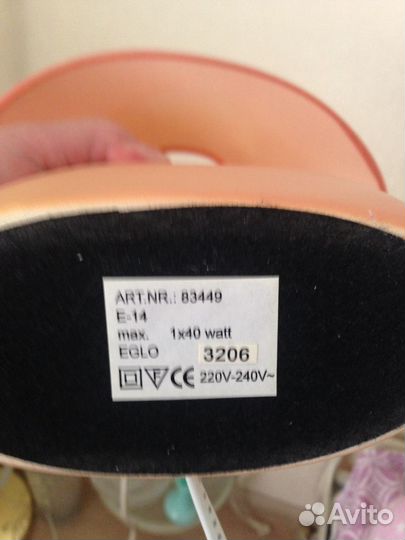 ART.NR.: 83449
E-14
max. 1x40 watt
EGLO 3206
F CE 220V-240V~
Avito